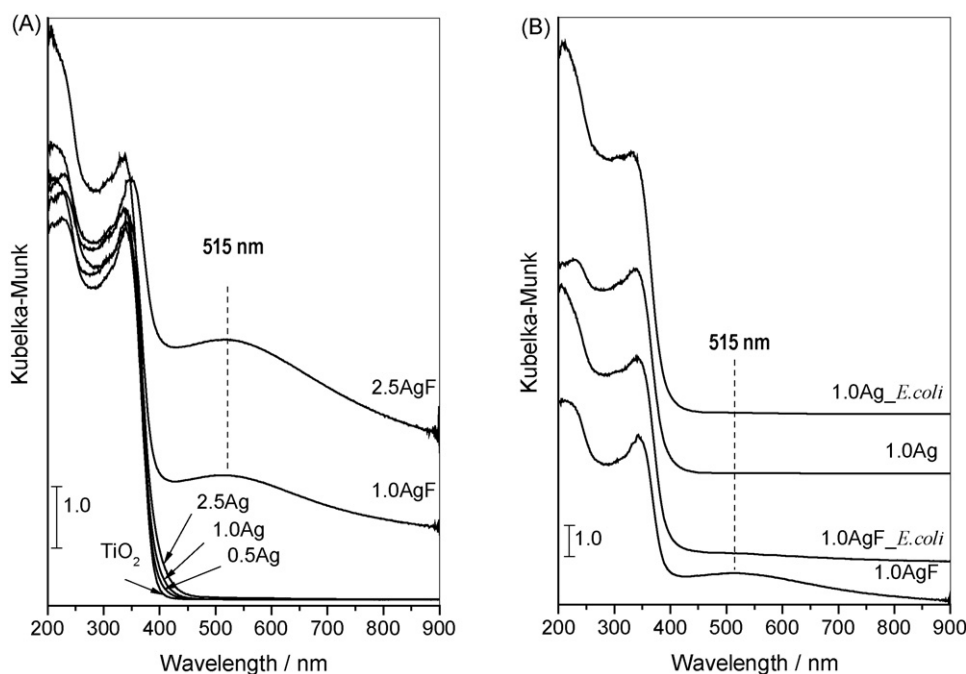 (A)
Kubelka-Munk
515 nm
2.5AgF
1.0AgF
1.0
2.5Ag
1.0Ag
0.5Ag
TiO2
200 300 400 500 600 700 800 900
Wavelength / nm
(B)
Kubelka-Munk
515 nm
1.0Ag_E.coli
1.0Ag
1.0
1.0AgF_E.coli
1.0AgF
200 300 400 500 600 700 800 900
Wavelength / nm